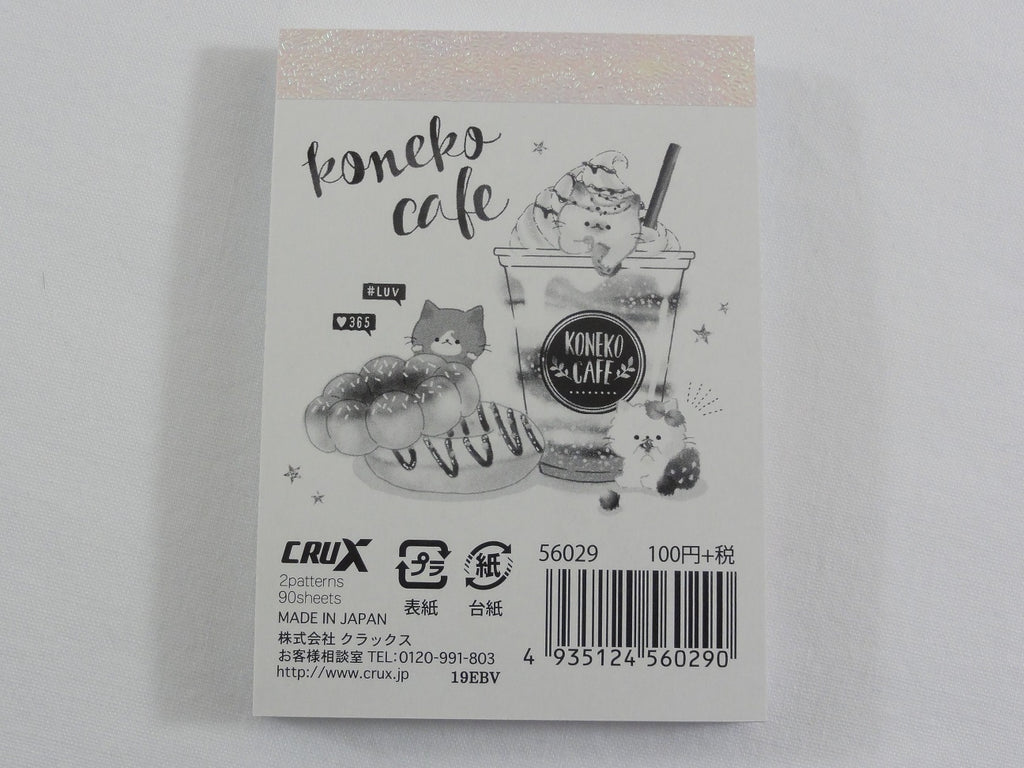 koneko
cafe
#LUV
♥365
KONEKO
CAFE
CRUX
2patterns
90sheets
MADE IN JAPAN
株式会社 クラックス
お客様相談室 TEL:0120-991-803
http://www.crux.jp
19EBV
プラ
表紙
紙
台紙
56029
100円+税
4 935124 560290